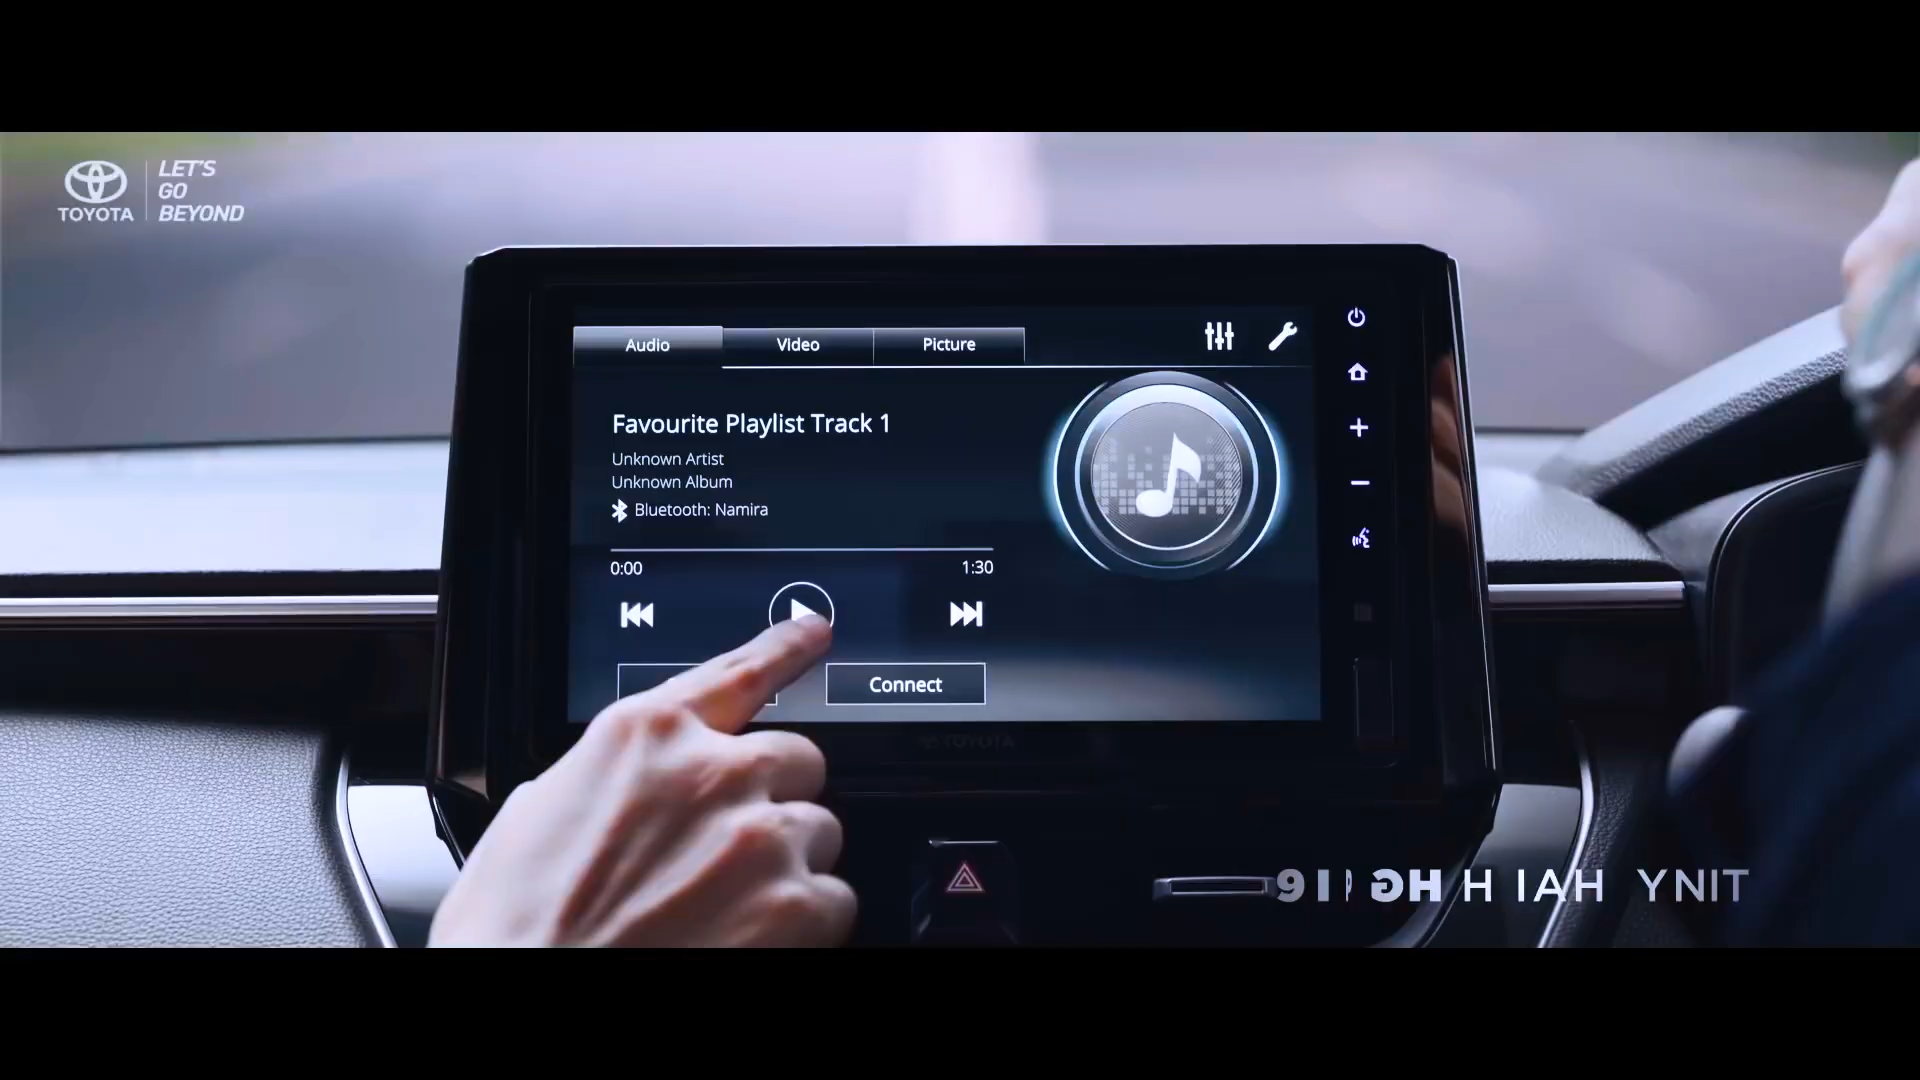 TOYOTA
LET'S
GO
BEYOND
Audio
Video
Picture
Favourite Playlist Track 1
Unknown Artist
Unknown Album
Bluetooth: Namira
0:00
1:30
Connect
TOYOTA